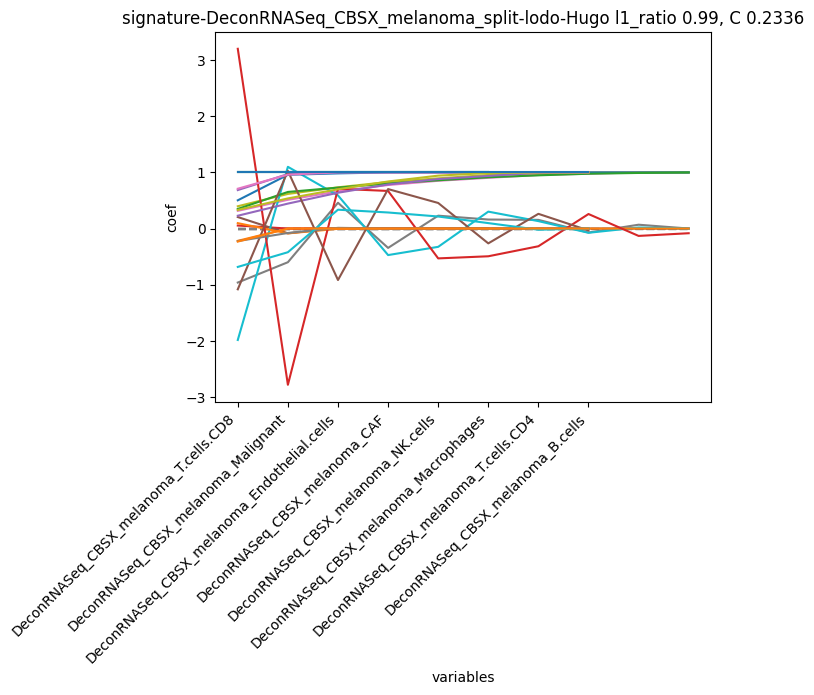 signature-DeconRNASeq_CBSX_melanoma_split-lodo-Hugo l1_ratio 0.99, C 0.2336
3
2
1
0
−1
−2
−3
coef
DeconRNASeq_CBSX_melanoma_T.cells.CD8
DeconRNASeq_CBSX_melanoma_Malignant
DeconRNASeq_CBSX_melanoma_Endothelial.cells
DeconRNASeq_CBSX_melanoma_CAF
DeconRNASeq_CBSX_melanoma_NK.cells
DeconRNASeq_CBSX_melanoma_Macrophages
DeconRNASeq_CBSX_melanoma_T.cells.CD4
DeconRNASeq_CBSX_melanoma_B.cells
variables